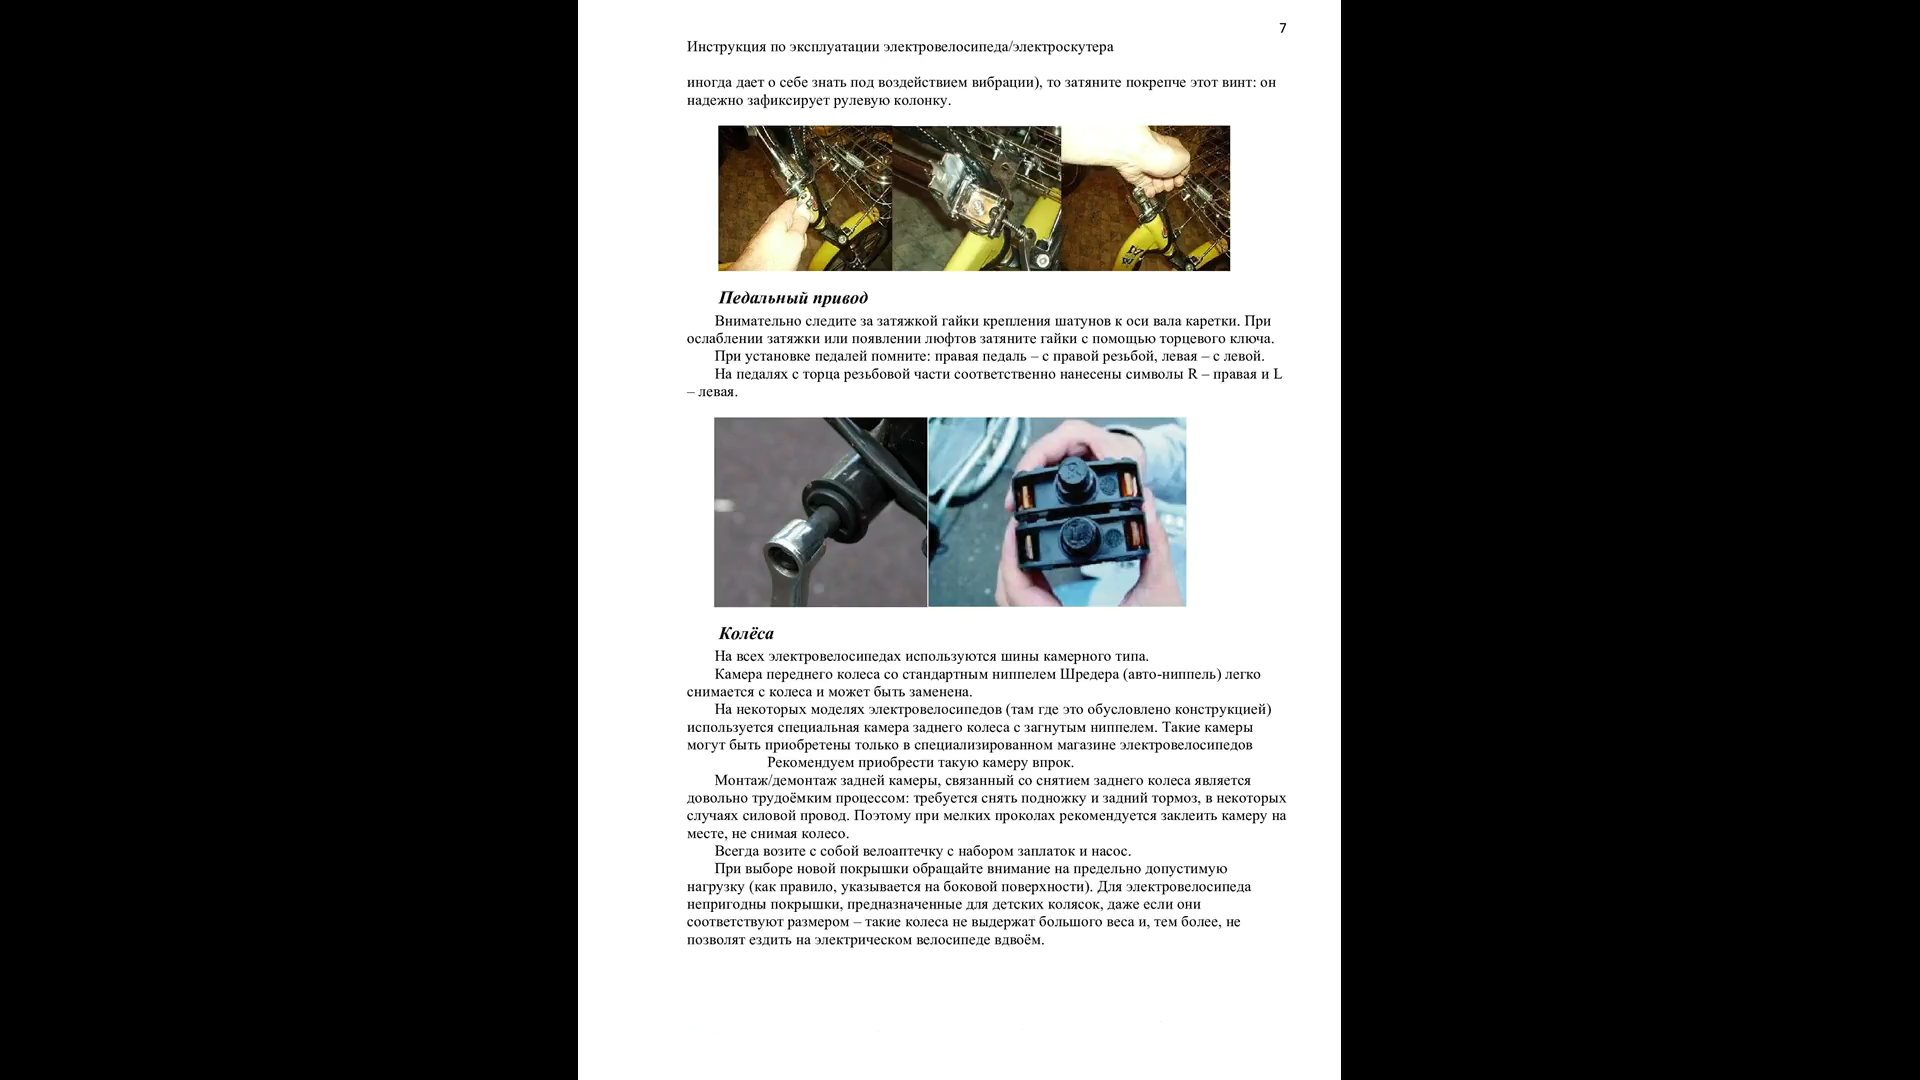 7
Инструкция по эксплуатации электровелосипеда/электроскутера
иногда дает о себе знать под воздействием вибрации), то затяните покрепче этот винт: он
надежно зафиксирует рулевую колонку.
Педальный привод
Внимательно следите за затяжкой гайки крепления шатунов к оси вала каретки. При
ослаблении затяжки или появлении люфтов затяните гайки с помощью торцевого ключа.
При установке педалей помните: правая педаль – с правой резьбой, левая – с левой.
На педалях с торца резьбовой части соответственно нанесены символы R – правая и L
– левая.
Колёса
На всех электровелосипедах используются шины камерного типа.
Камера переднего колеса со стандартным ниппелем Шредера (авто-ниппель) легко
снимается с колеса и может быть заменена.
На некоторых моделях электровелосипедов (там где это обусловлено конструкцией)
используется специальная камера заднего колеса с загнутым ниппелем. Такие камеры
могут быть приобретены только в специализированном магазине электровелосипедов
Рекомендуем приобрести такую камеру впрок.
Монтаж/демонтаж задней камеры, связанный со снятием заднего колеса является
довольно трудоёмким процессом: требуется снять подножку и задний тормоз, в некоторых
случаях силовой провод. Поэтому при мелких проколах рекомендуется заклеить камеру на
месте, не снимая колесо.
Всегда возите с собой велоаптечку с набором заплаток и насос.
При выборе новой покрышки обращайте внимание на предельно допустимую
нагрузку (как правило, указывается на боковой поверхности). Для электровелосипеда
непригодны покрышки, предназначенные для детских колясок, даже если они
соответствуют размером – такие колеса не выдержат большого веса и, тем более, не
позволят ездить на электрическом велосипеде вдвоём.